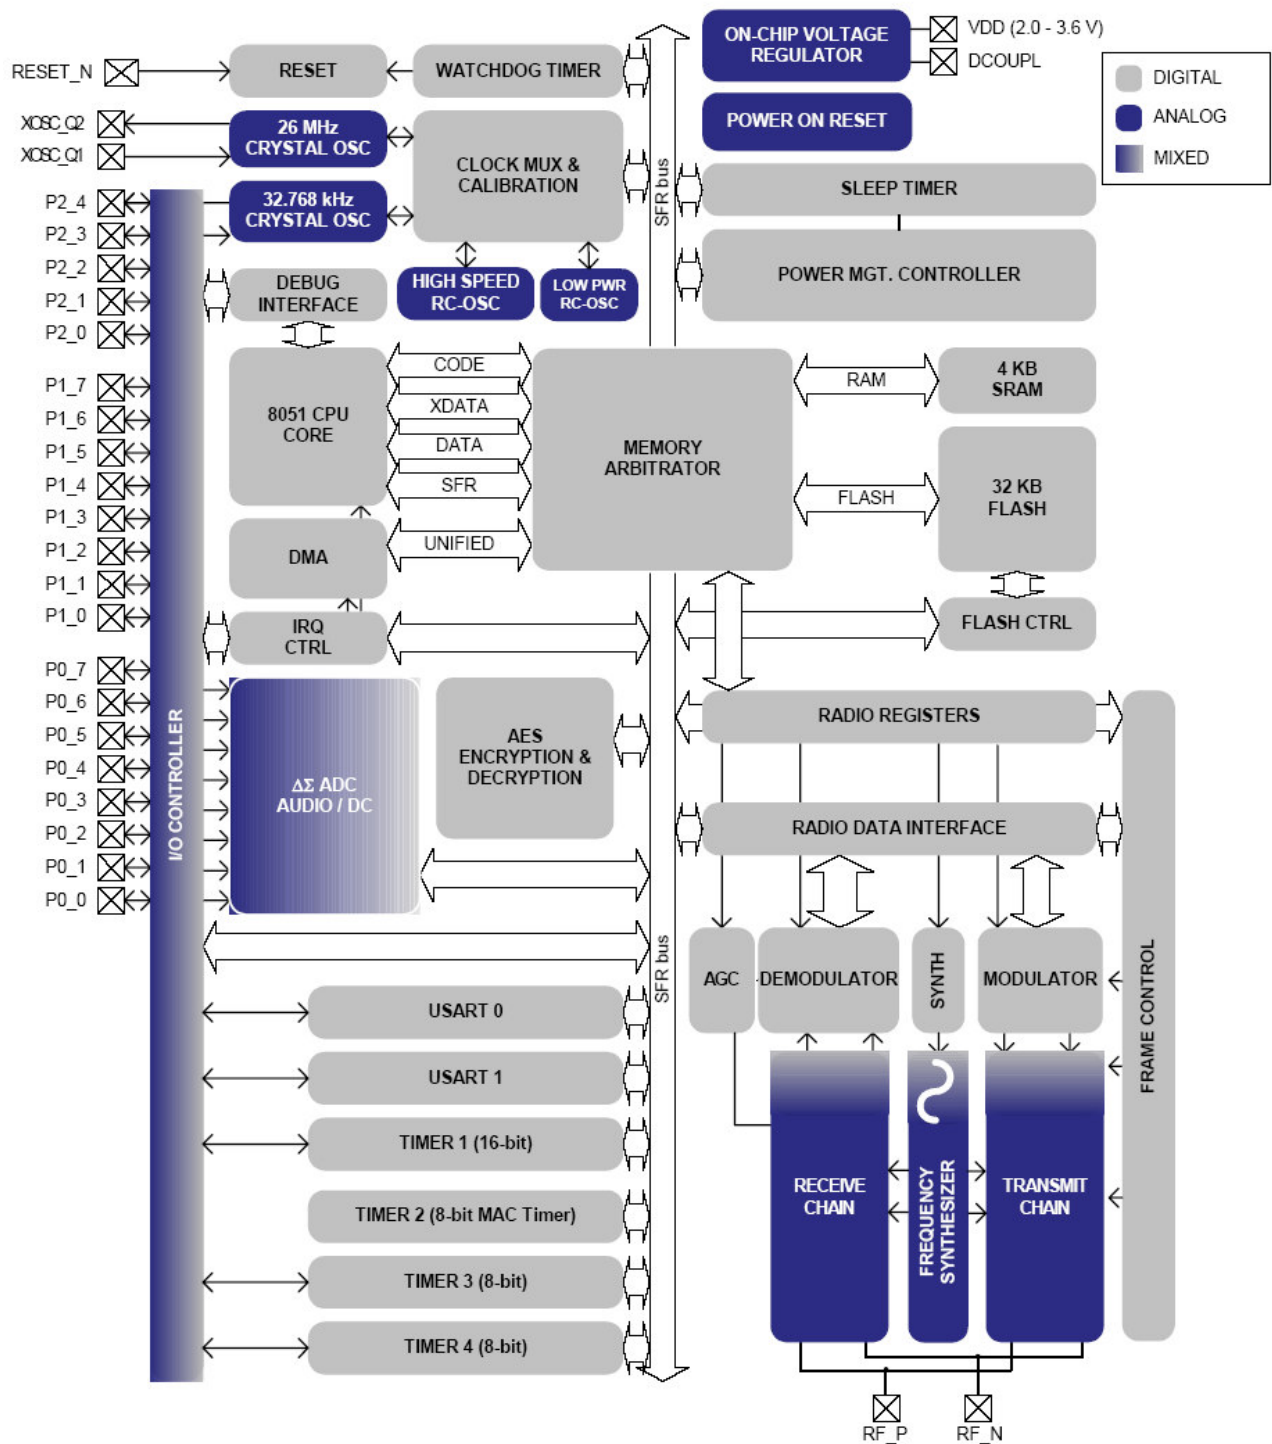 ON-CHIP VOLTAGE
REGULATOR
VDD (2.0 - 3.6 V)
DCOUPL
DIGITAL
ANALOG
MIXED
RESET_N
RESET
WATCHDOG TIMER
SFR bus
POWER ON RESET
XOSC_Q2
XOSC_Q1
26 MHz
CRYSTAL OSC
CLOCK MUX &
CALIBRATION
SLEEP TIMER
P2_4
P2_3
P2_2
P2_1
P2_0
32.768 kHz
CRYSTAL OSC
POWER MGT. CONTROLLER
DEBUG
INTERFACE
HIGH SPEED
RC-OSC
LOW PWR
RC-OSC
P1_7
P1_6
P1_5
P1_4
P1_3
P1_2
P1_1
P1_0
8051 CPU
CORE
CODE
XDATA
DATA
SFR
UNIFIED
MEMORY
ARBITRATOR
RAM
4 KB
SRAM
FLASH
32 KB
FLASH
DMA
IRQ
CTRL
FLASH CTRL
P0_7
P0_6
P0_5
P0_4
P0_3
P0_2
P0_1
P0_0
I/O CONTROLLER
ΔΣ ADC
AUDIO / DC
AES
ENCRYPTION &
DECRYPTION
RADIO REGISTERS
RADIO DATA INTERFACE
SFR bus
AGC
DEMODULATOR
SYNTH
MODULATOR
FRAME CONTROL
USART 0
USART 1
TIMER 1 (16-bit)
TIMER 2 (8-bit MAC Timer)
TIMER 3 (8-bit)
TIMER 4 (8-bit)
RECEIVE
CHAIN
FREQUENCY
SYNTHESIZER
TRANSMIT
CHAIN
RF_P
RF_N